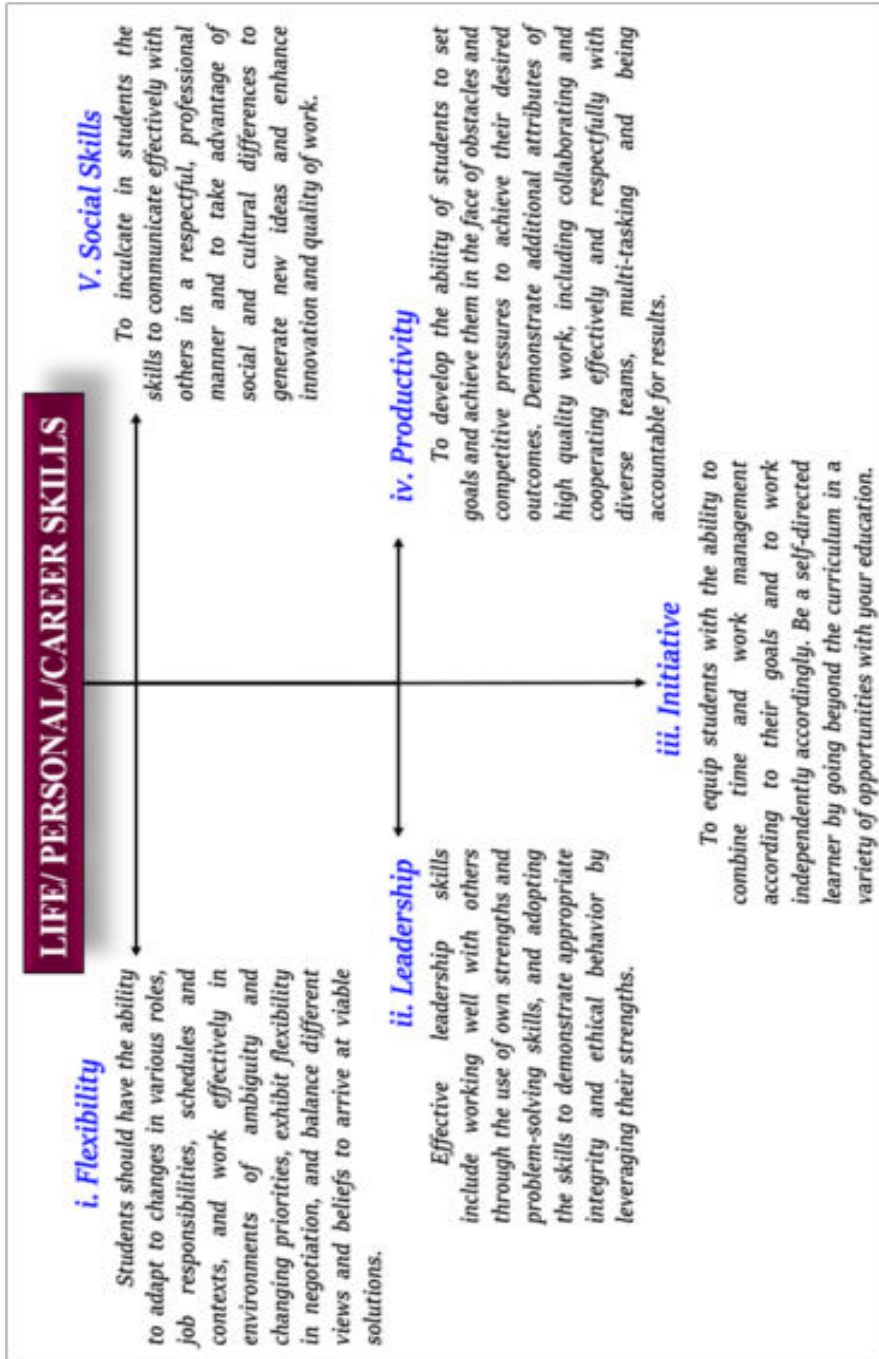 LIFE/ PERSONAL/CAREER SKILLS
i. Flexibility
Students should have the ability
to adapt to changes in various roles,
job responsibilities, schedules and
contexts, and work effectively in
environments of ambiguity and
changing priorities, exhibit flexibility
in negotiation, and balance different
views and beliefs to arrive at viable
solutions.
V. Social Skills
To inculcate in students the
skills to communicate effectively with
others in a respectful, professional
manner and to take advantage of
social and cultural differences to
generate new ideas and enhance
innovation and quality of work.
ii. Leadership
Effective leadership skills
include working well with others
through the use of own strengths and
problem-solving skills, and adopting
the skills to demonstrate appropriate
integrity and ethical behavior by
leveraging their strengths.
iv. Productivity
To develop the ability of students to set
goals and achieve them in the face of obstacles and
competitive pressures to achieve their desired
outcomes. Demonstrate additional attributes of
high quality work, including collaborating and
cooperating effectively and respectfully with
diverse teams, multi-tasking and being
accountable for results.
iii. Initiative
To equip students with the ability to
combine time and work management
according to their goals and to work
independently accordingly. Be a self-directed
learner by going beyond the curriculum in a
variety of opportunities with your education.